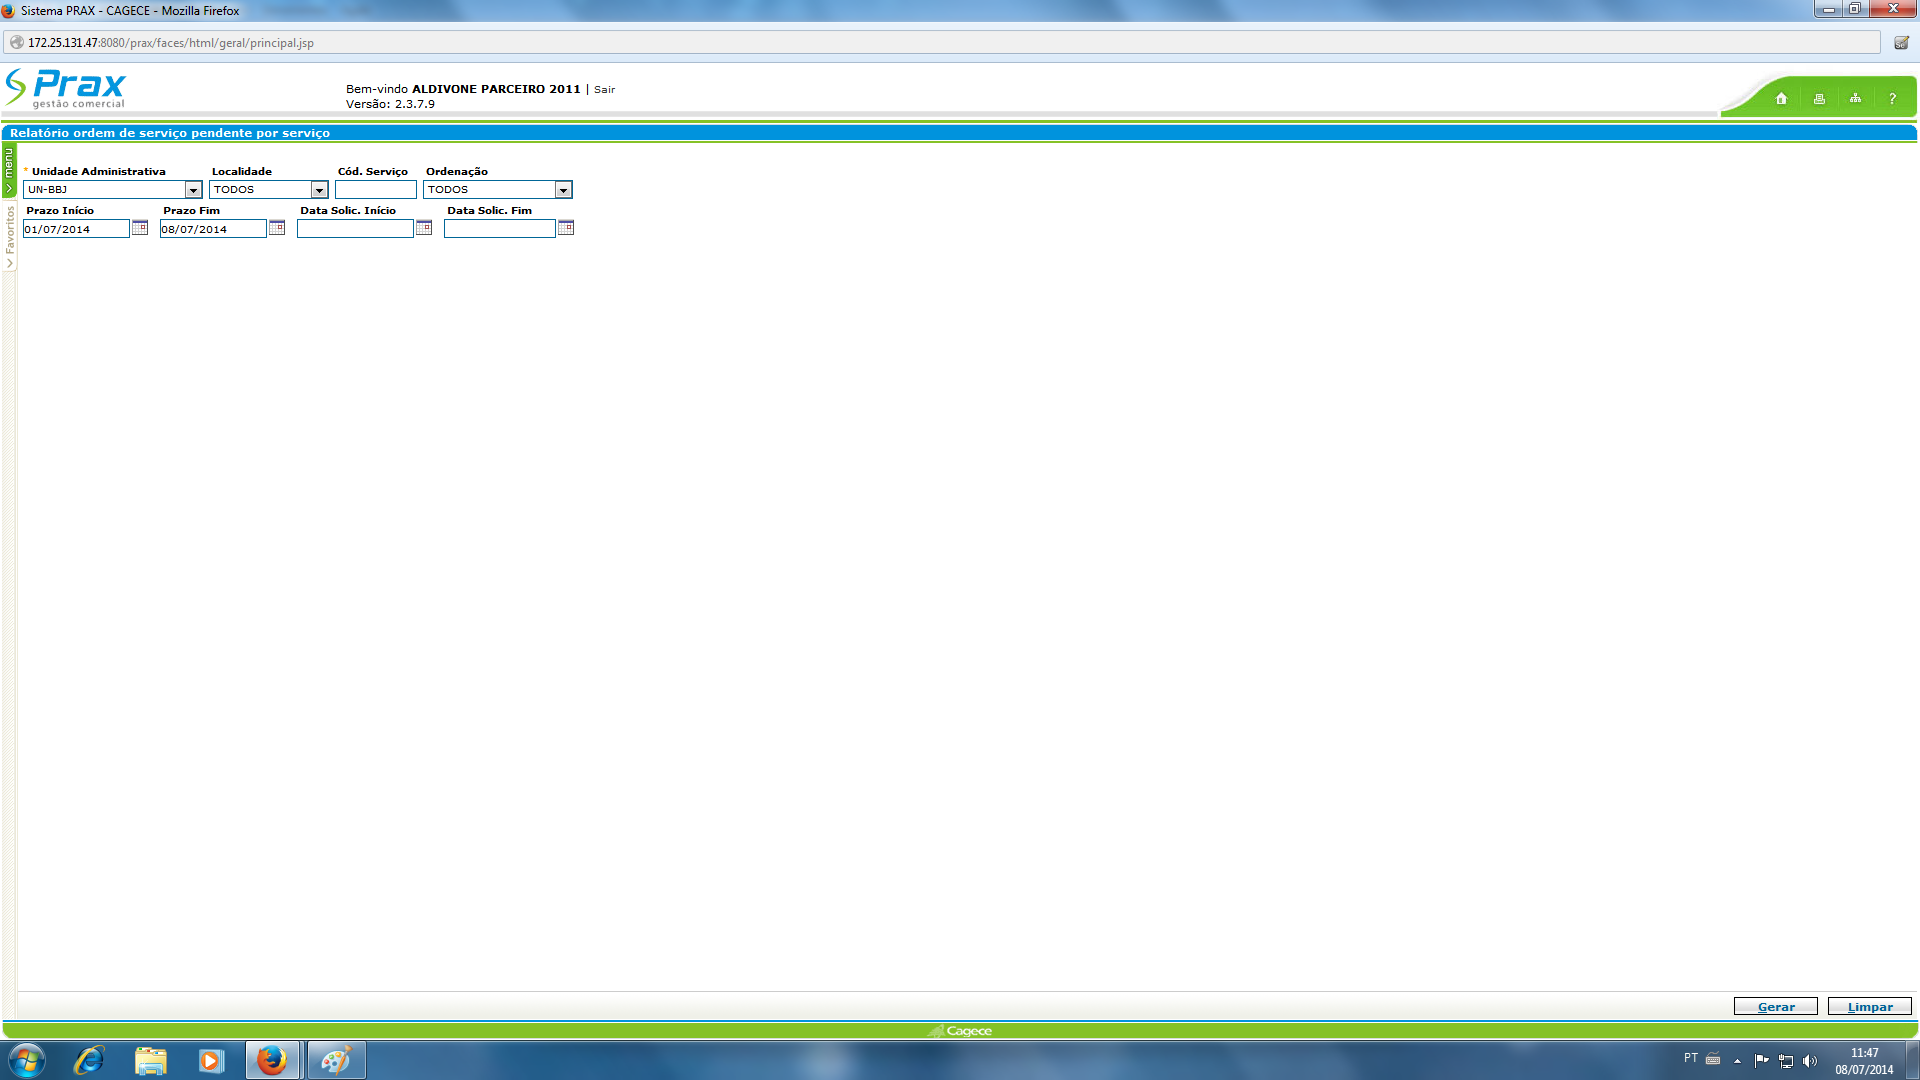 Sistema PRAX - CAGECE - Mozilla Firefox
172.25.131.47:8080/prax/faces/html/geral/principal.jsp
Prax
gestão comercial
Bem-vindo ALDIVONE PARCEIRO 2011 | Sair
Versão: 2.3.7.9
?
Relatório ordem de serviço pendente por serviço
menu
Favoritos
* Unidade Administrativa Localidade Cód. Serviço Ordenação
UN-BBJ TODOS TODOS
Prazo Início Prazo Fim Data Solic. Início Data Solic. Fim
01/07/2014 08/07/2014
Gerar Limpar
Cagece
PT
11:47
08/07/2014